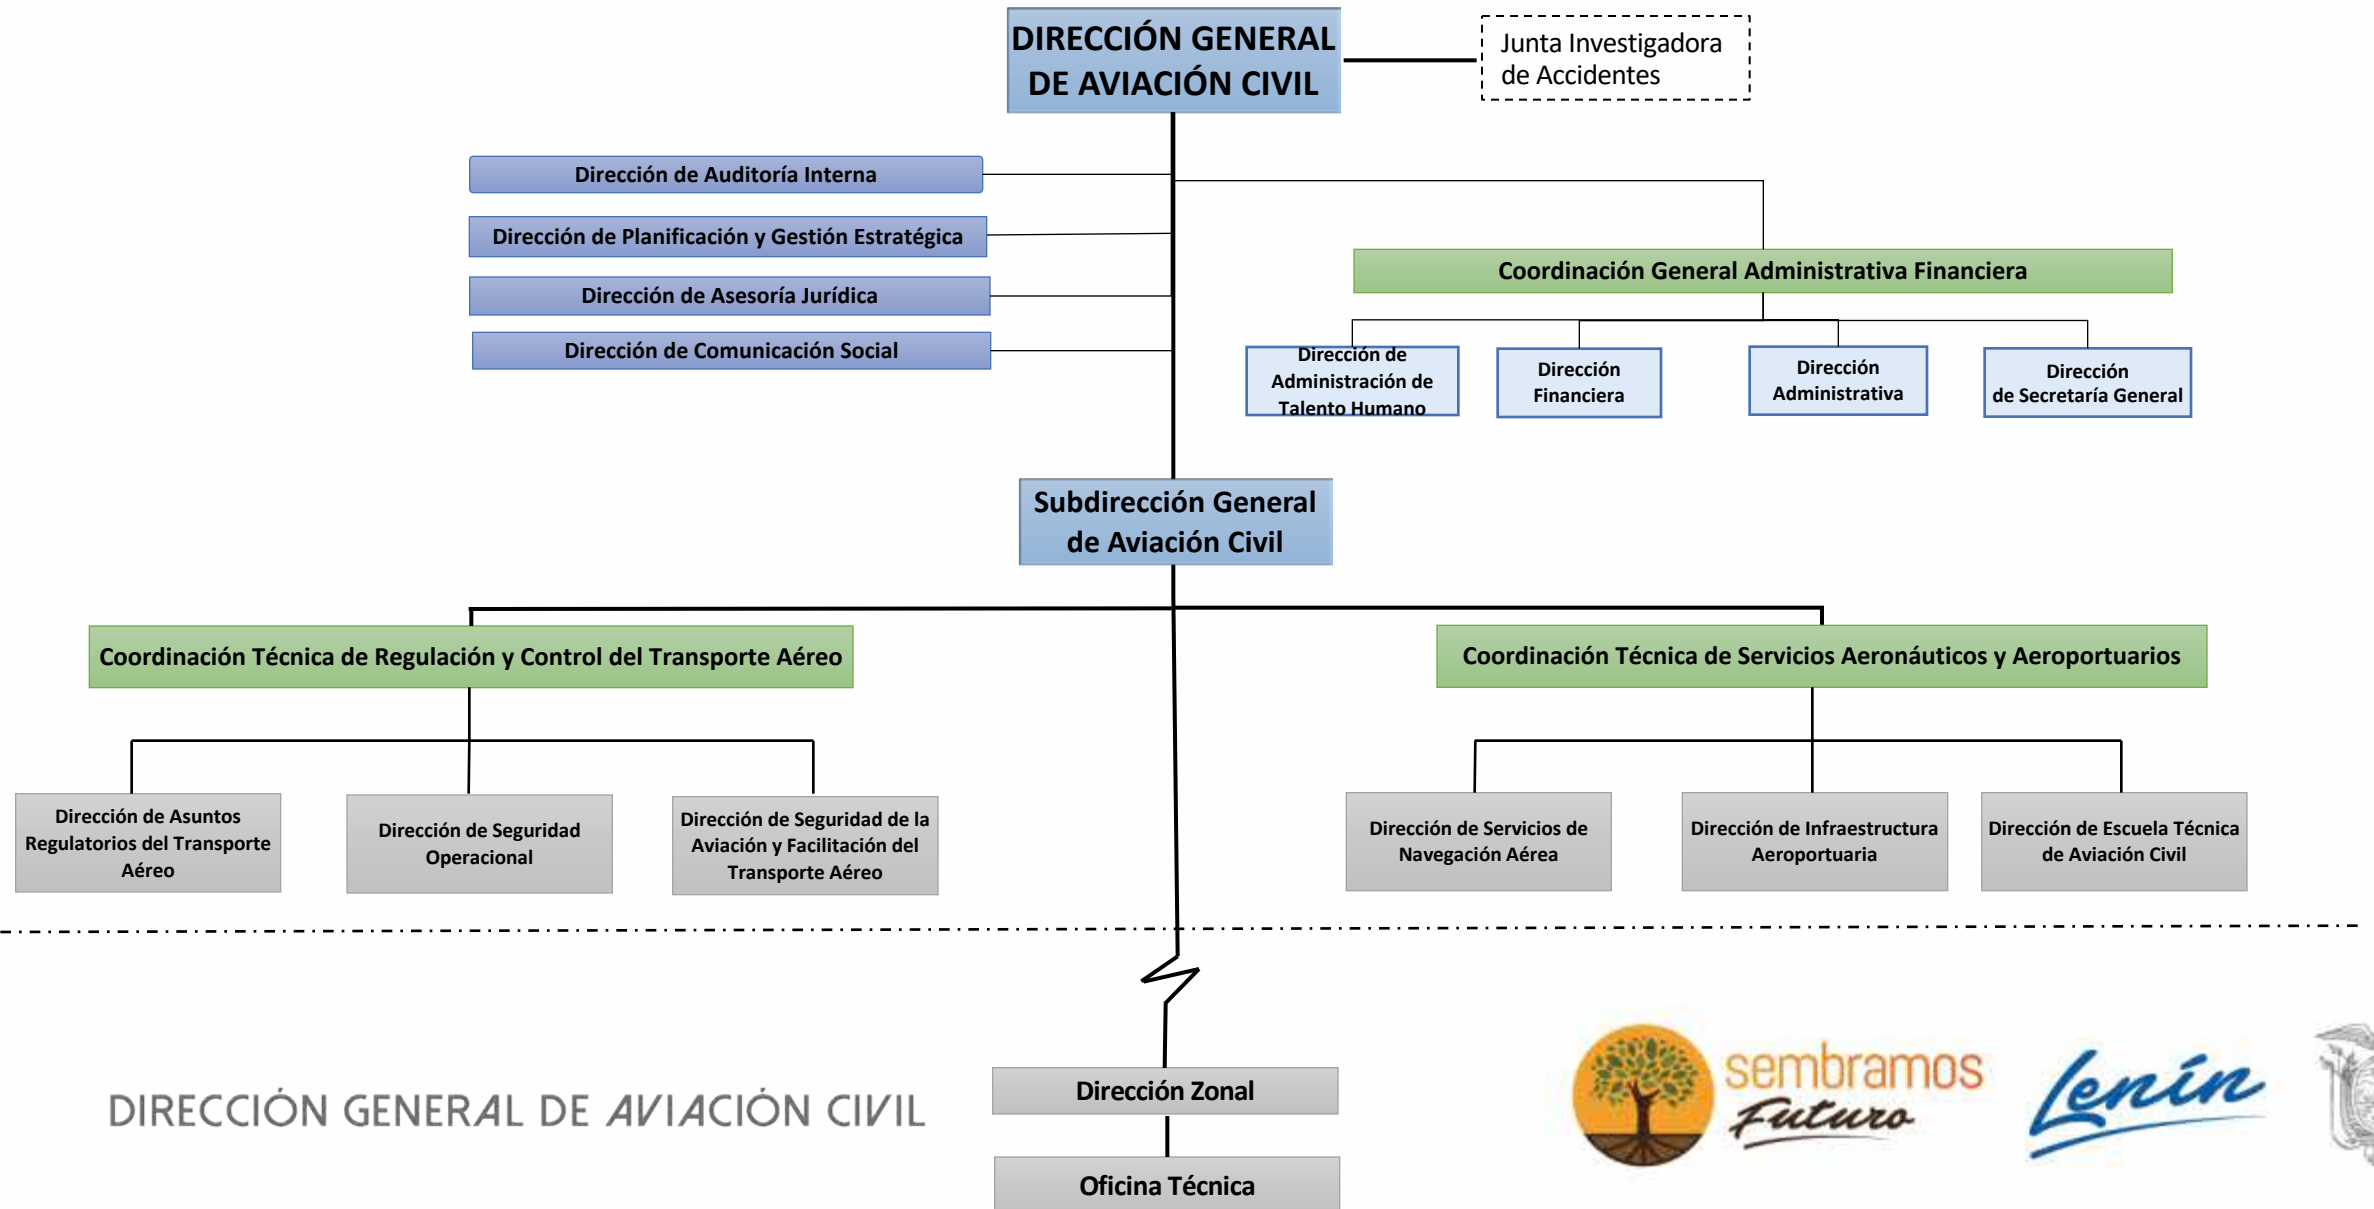 DIRECCIÓN GENERAL
DE AVIACIÓN CIVIL
Junta Investigadora
de Accidentes
Dirección de Auditoría Interna
Dirección de Planificación y Gestión Estratégica
Dirección de Asesoría Jurídica
Dirección de Comunicación Social
Coordinación General Administrativa Financiera
Dirección de
Administración de
Talento Humano
Dirección
Financiera
Dirección
Administrativa
Dirección
de Secretaría General
Subdirección General
de Aviación Civil
Coordinación Técnica de Regulación y Control del Transporte Aéreo
Coordinación Técnica de Servicios Aeronáuticos y Aeroportuarios
Dirección de Asuntos
Regulatorios del Transporte
Aéreo
Dirección de Seguridad
Operacional
Dirección de Seguridad de la
Aviación y Facilitación del
Transporte Aéreo
Dirección de Servicios de
Navegación Aérea
Dirección de Infraestructura
Aeroportuaria
Dirección de Escuela Técnica
de Aviación Civil
Dirección Zonal
Oficina Técnica
DIRECCIÓN GENERAL DE AVIACIÓN CIVIL
sembramos
Futuro
Lenín